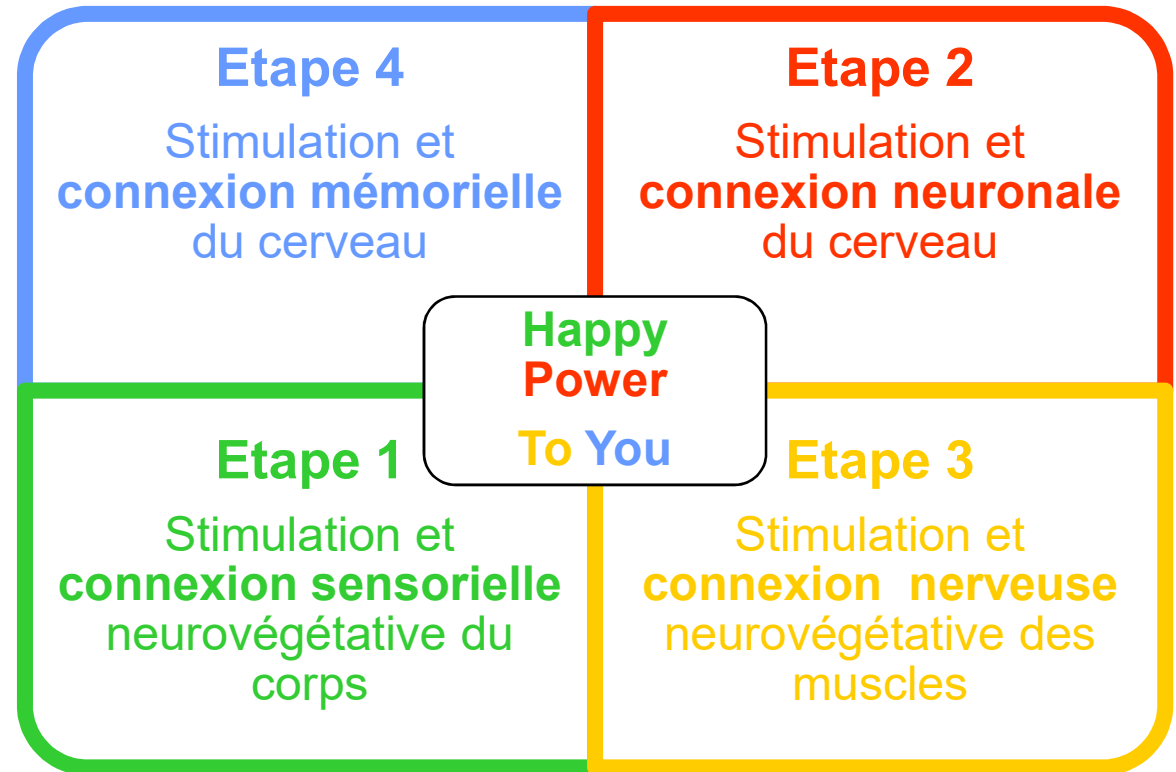 Etape 4
Stimulation et
connexion mémorielle
du cerveau
Etape 2
Stimulation et
connexion neuronale
du cerveau
Happy
Power
To You
Etape 1
Stimulation et
connexion sensorielle
neurovégétative du
corps
Etape 3
Stimulation et
connexion  nerveuse
neurovégétative des
muscles